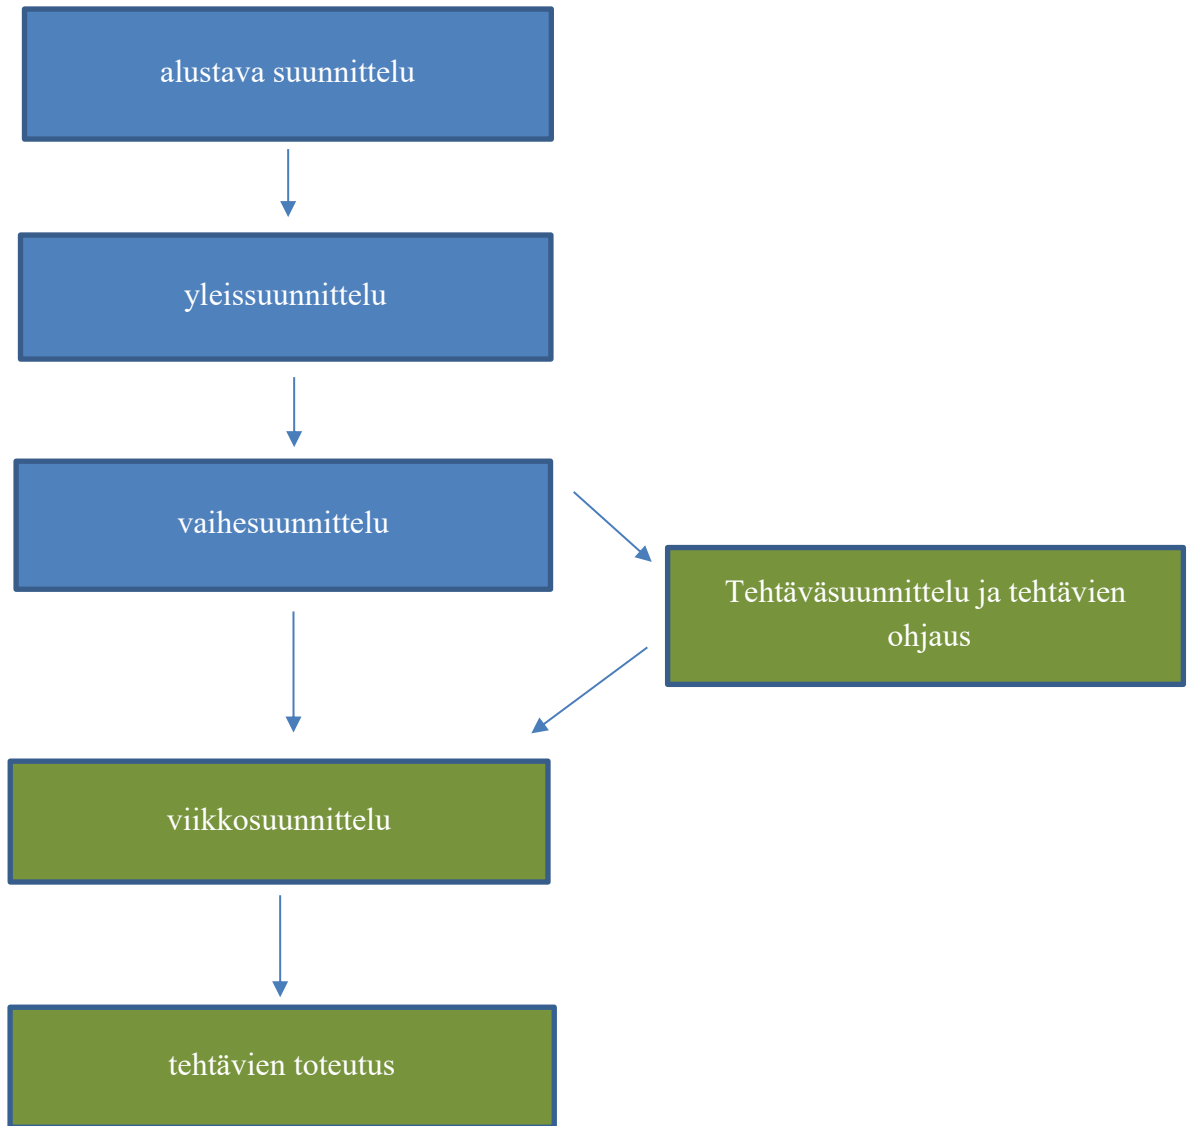 alustava suunnittelu
yleissuunnittelu
vaihesuunnittelu
Tehtäväsuunnittelu ja tehtävien
ohjaus
viikkosuunnittelu
tehtävien toteutus